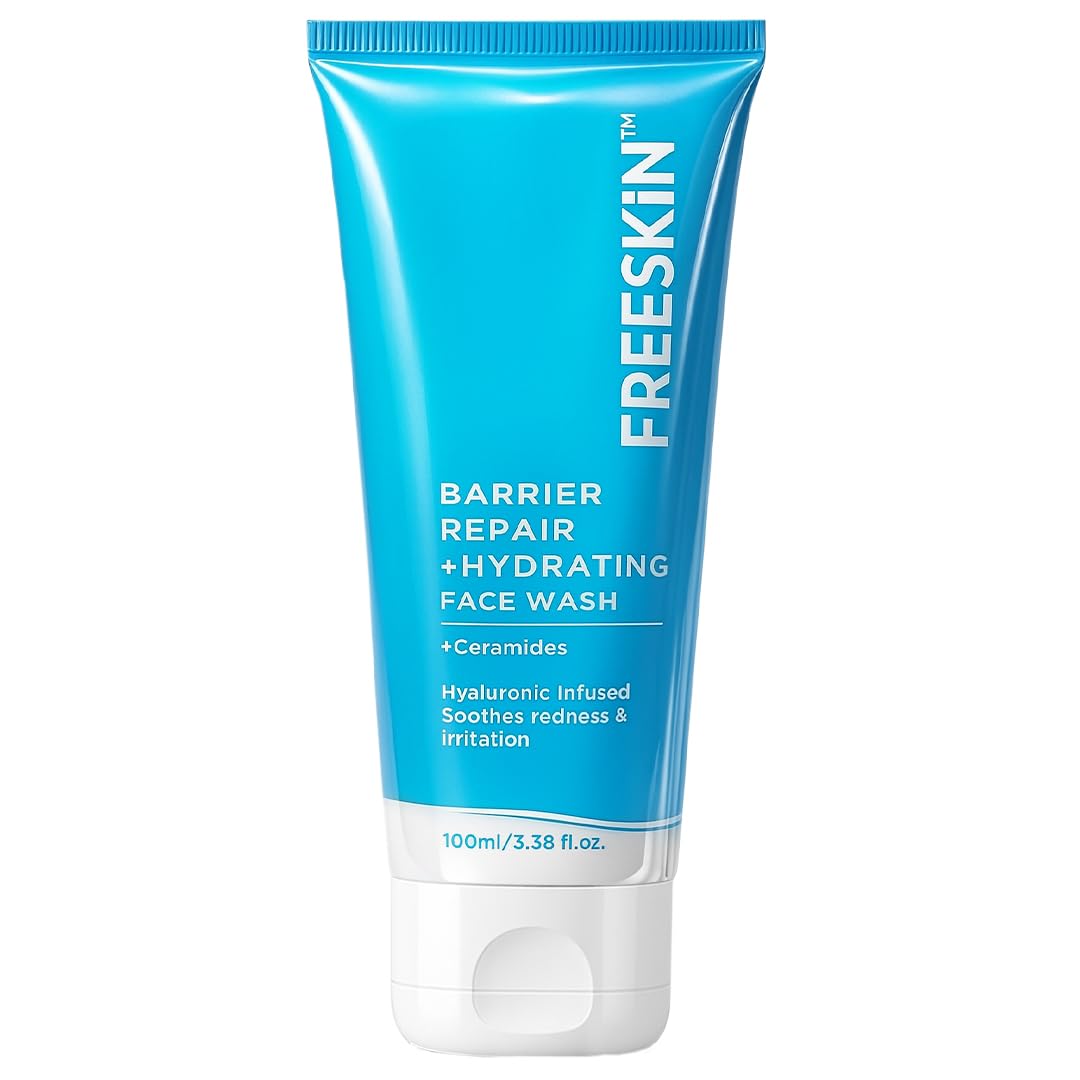 FREESKiN™
BARRIER
REPAIR
+HYDRATING
FACE WASH
+Ceramides
Hyaluronic Infused
Soothes redness &
irritation
100ml/3.38 fl.oz.